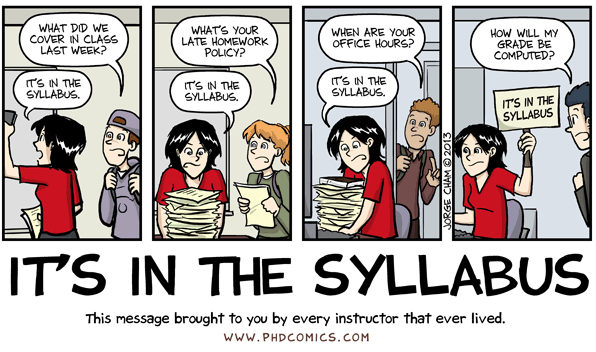 WHAT DID WE
COVER IN CLASS
LAST WEEK?
IT'S IN THE
SYLLABUS.
WHAT'S YOUR
LATE HOMEWORK
POLICY?
IT'S IN THE
SYLLABUS.
WHEN ARE YOUR
OFFICE HOURS?
IT'S IN THE
SYLLABUS.
HOW WILL MY
GRADE BE
COMPUTED?
IT'S IN THE
SYLLABUS
JORGE CHAM © 2013
IT'S IN THE SYLLABUS
This message brought to you by every instructor that ever lived.
WWW.PHDCOMICS.COM